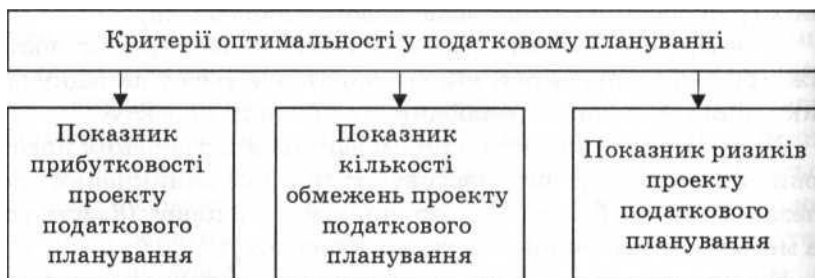 Критерії оптимальності у податковому плануванні
Показник
прибутковості
проекту
податкового
планування
Показник
кількості
обмежень проекту
податкового
планування
Показник ризиків
проекту
податкового
планування